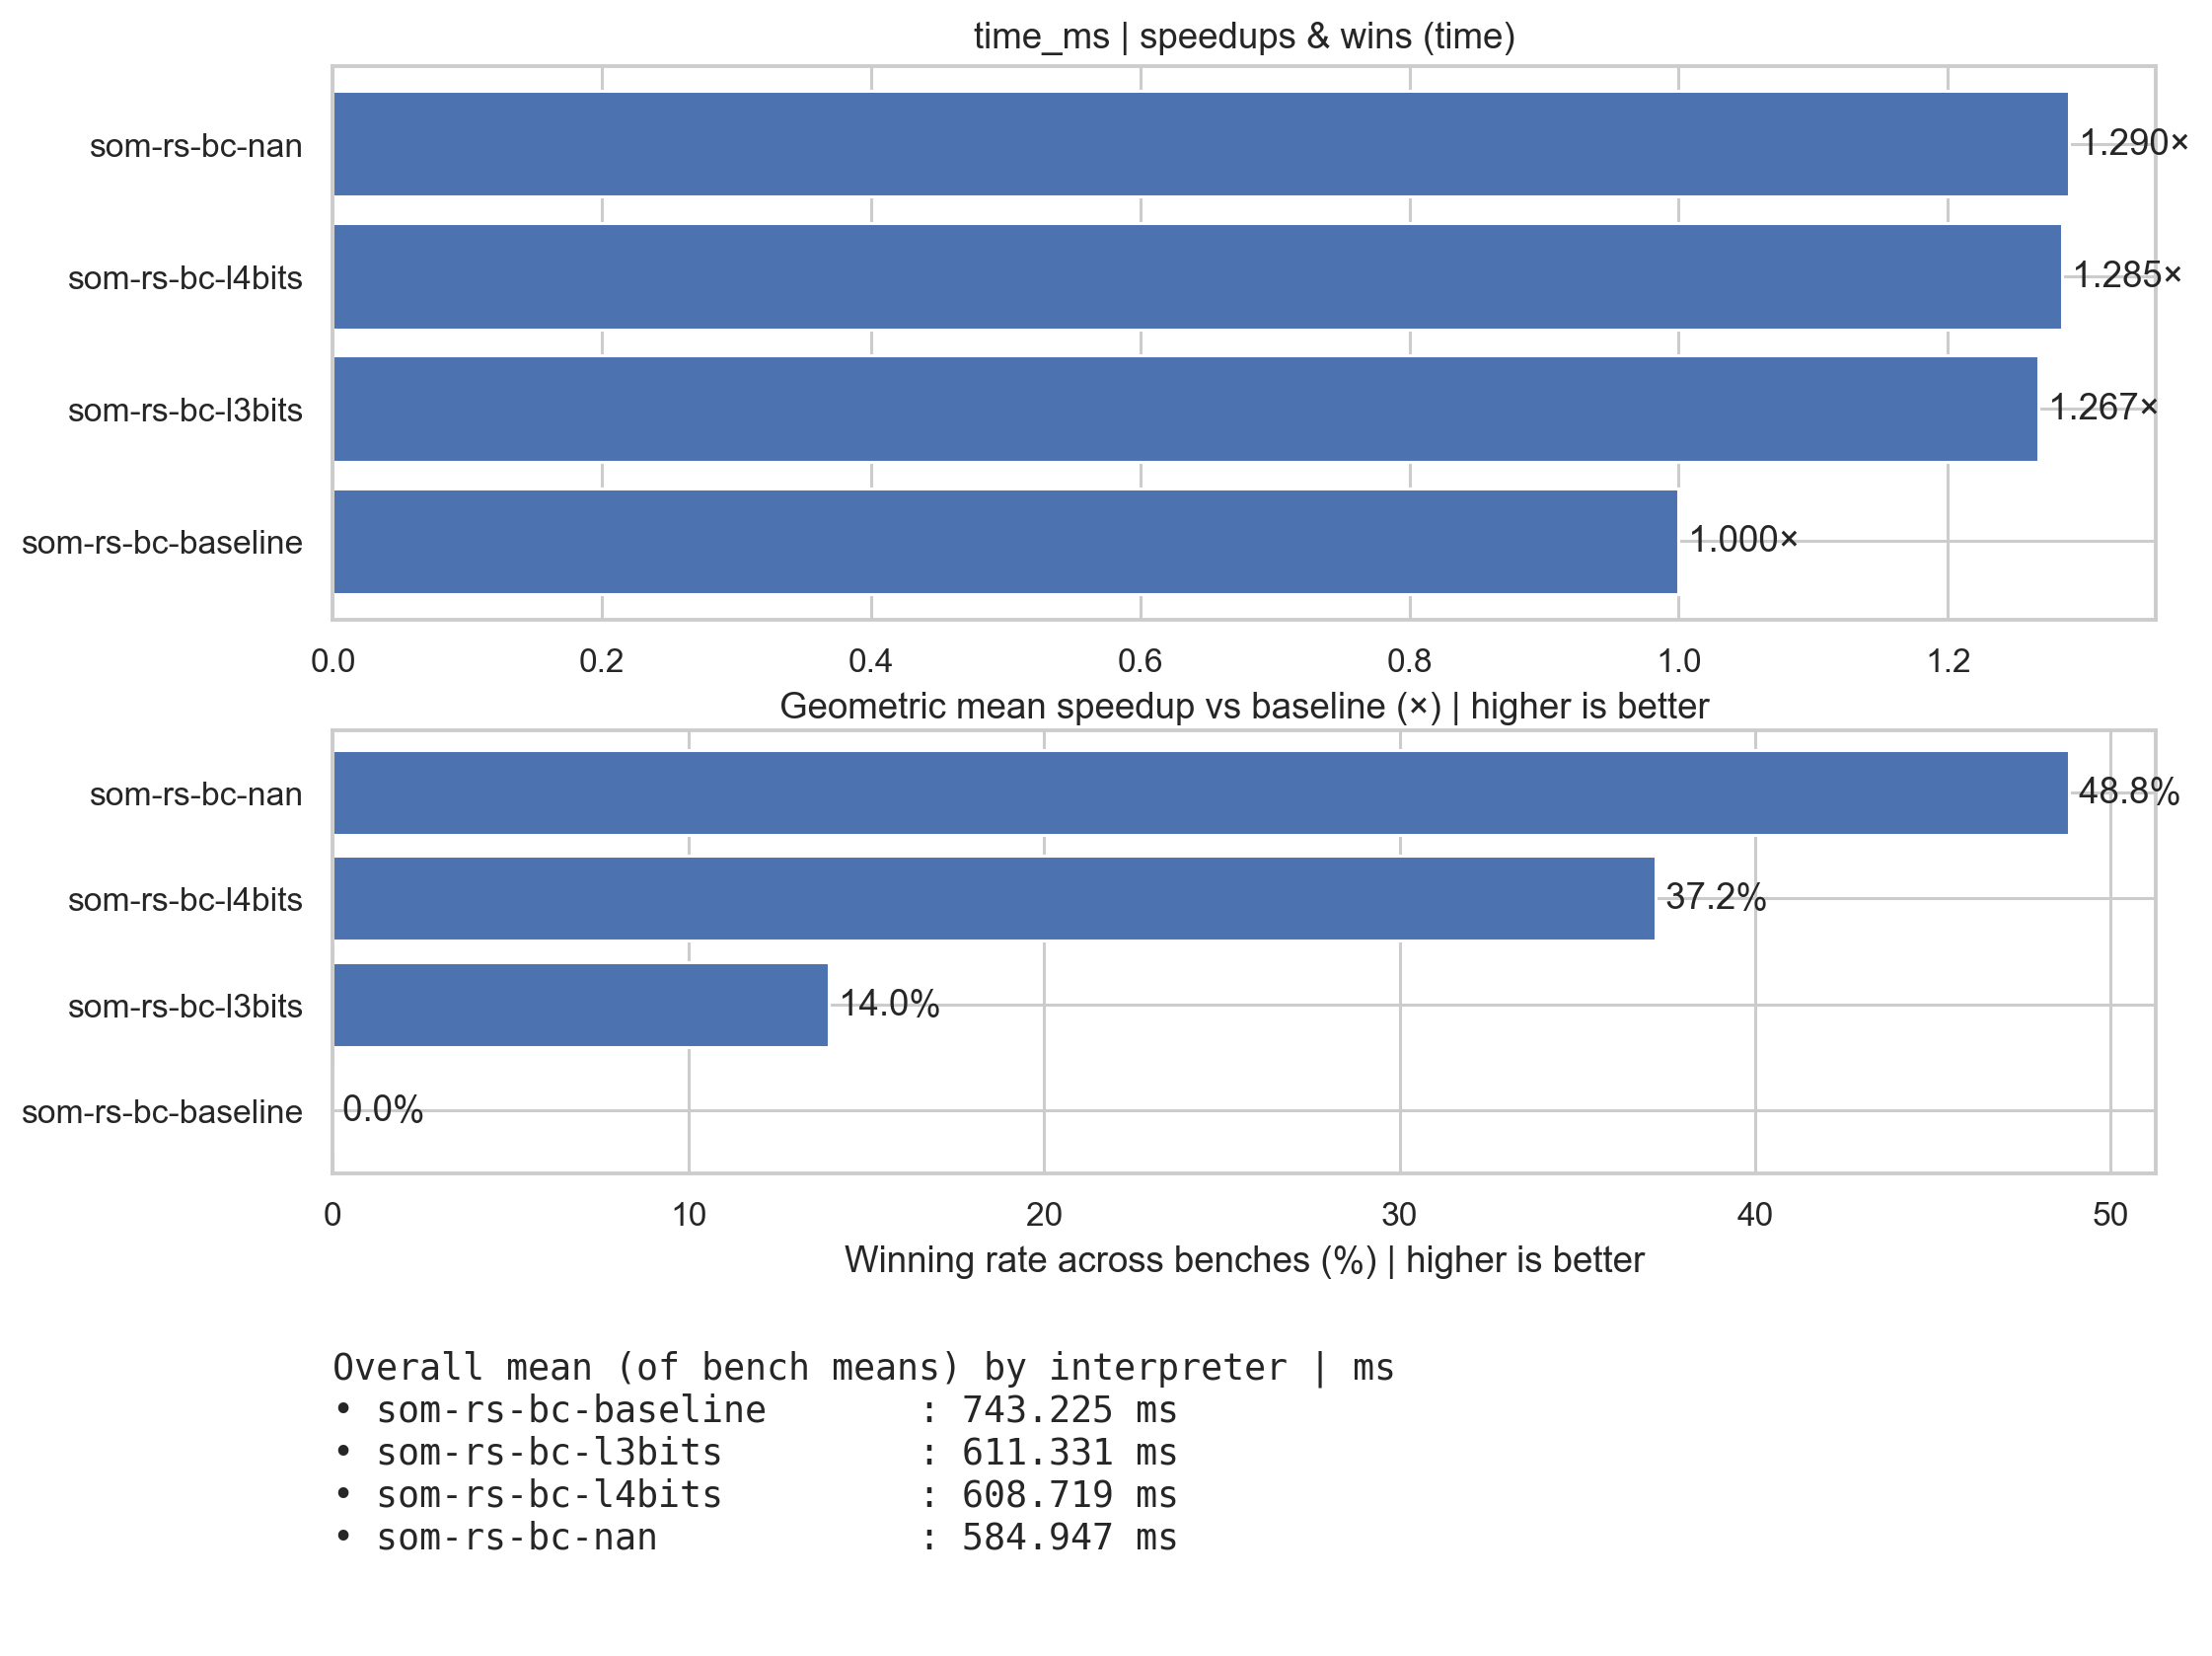 time_ms | speedups & wins (time)
som-rs-bc-nan
1.290×
som-rs-bc-l4bits
1.285×
som-rs-bc-l3bits
1.267×
som-rs-bc-baseline
1.000×
0.0 0.2 0.4 0.6 0.8 1.0 1.2
Geometric mean speedup vs baseline (×) | higher is better
som-rs-bc-nan
48.8%
som-rs-bc-l4bits
37.2%
som-rs-bc-l3bits
14.0%
som-rs-bc-baseline
0.0%
0 10 20 30 40 50
Winning rate across benches (%) | higher is better
Overall mean (of bench means) by interpreter | ms
• som-rs-bc-baseline : 743.225 ms
• som-rs-bc-l3bits : 611.331 ms
• som-rs-bc-l4bits : 608.719 ms
• som-rs-bc-nan : 584.947 ms